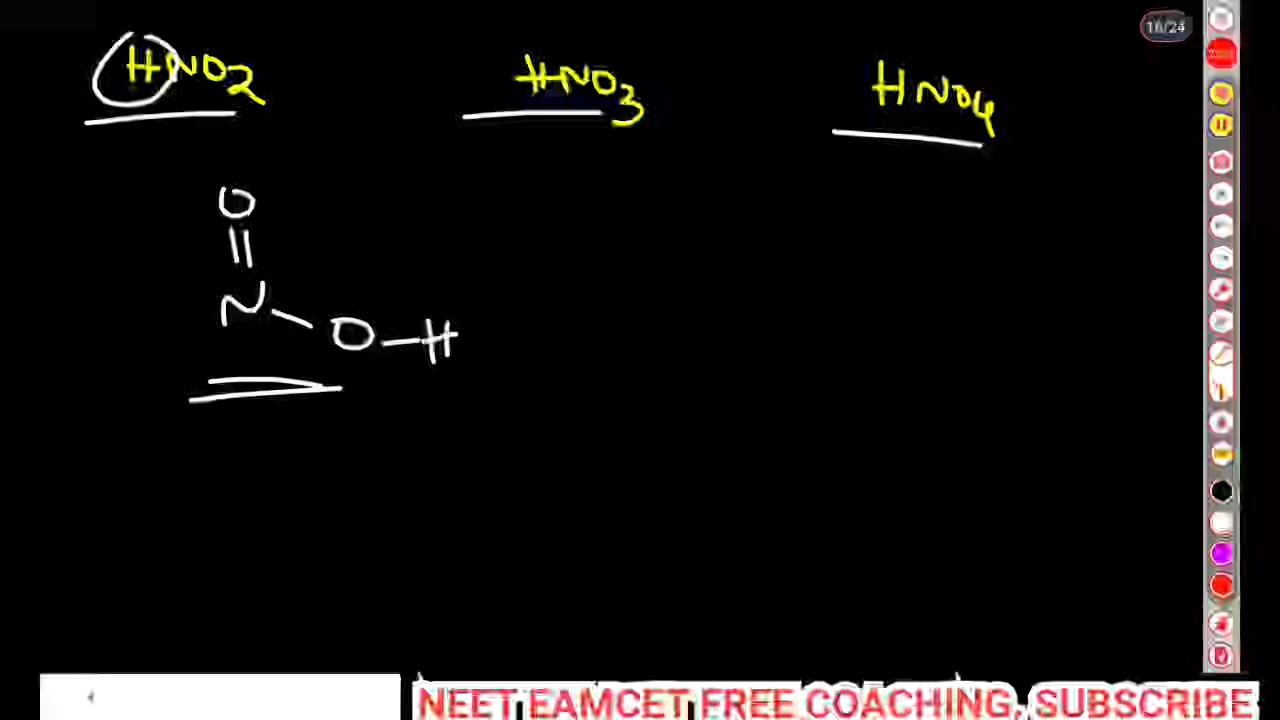 16/24
HNO2 HNO3 HNO4
O
N O-H
NEET EAMCET FREE COACHING, SUBSCRIBE